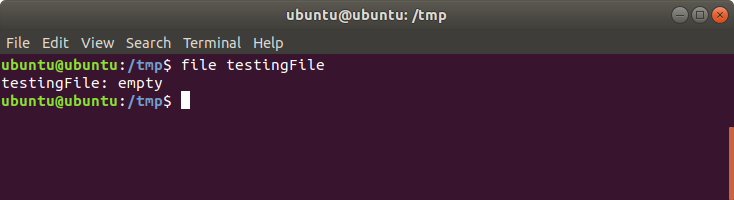 ubuntu@ubuntu: /tmp
File Edit View Search Terminal Help
ubuntu@ubuntu:/tmp$ file testingFile
testingFile: empty
ubuntu@ubuntu:/tmp$